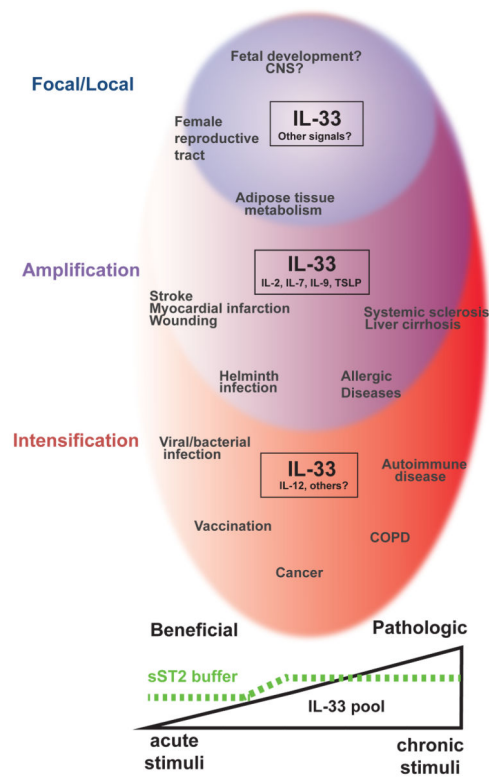 Fetal development?
CNS?
Focal/Local
IL-33
Other signals?
Female
reproductive
tract
Adipose tissue
metabolism
Amplification
IL-33
IL-2, IL-7, IL-9, TSLP
Stroke
Myocardial infarction
Wounding
Systemic sclerosis
Liver cirrhosis
Helminth
infection
Allergic
Diseases
Intensification
Viral/bacterial
infection
IL-33
IL-12, others?
Autoimmune
disease
Vaccination
COPD
Cancer
Beneficial
Pathologic
sST2 buffer
IL-33 pool
acute
stimuli
chronic
stimuli